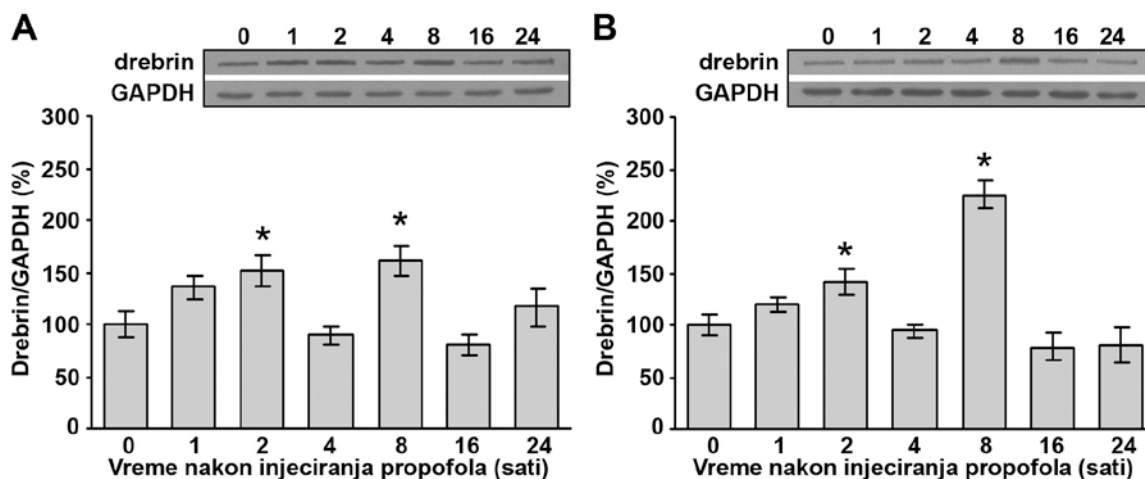 A
0 1 2 4 8 16 24
drebrin
GAPDH
Drebrin/GAPDH (%)
300
250
200
150
100
50
0
* *
0 1 2 4 8 16 24
Vreme nakon injeciranja propofola (sati)
B
0 1 2 4 8 16 24
drebrin
GAPDH
Drebrin/GAPDH (%)
300
250
200
150
100
50
0
* *
0 1 2 4 8 16 24
Vreme nakon injeciranja propofola (sati)